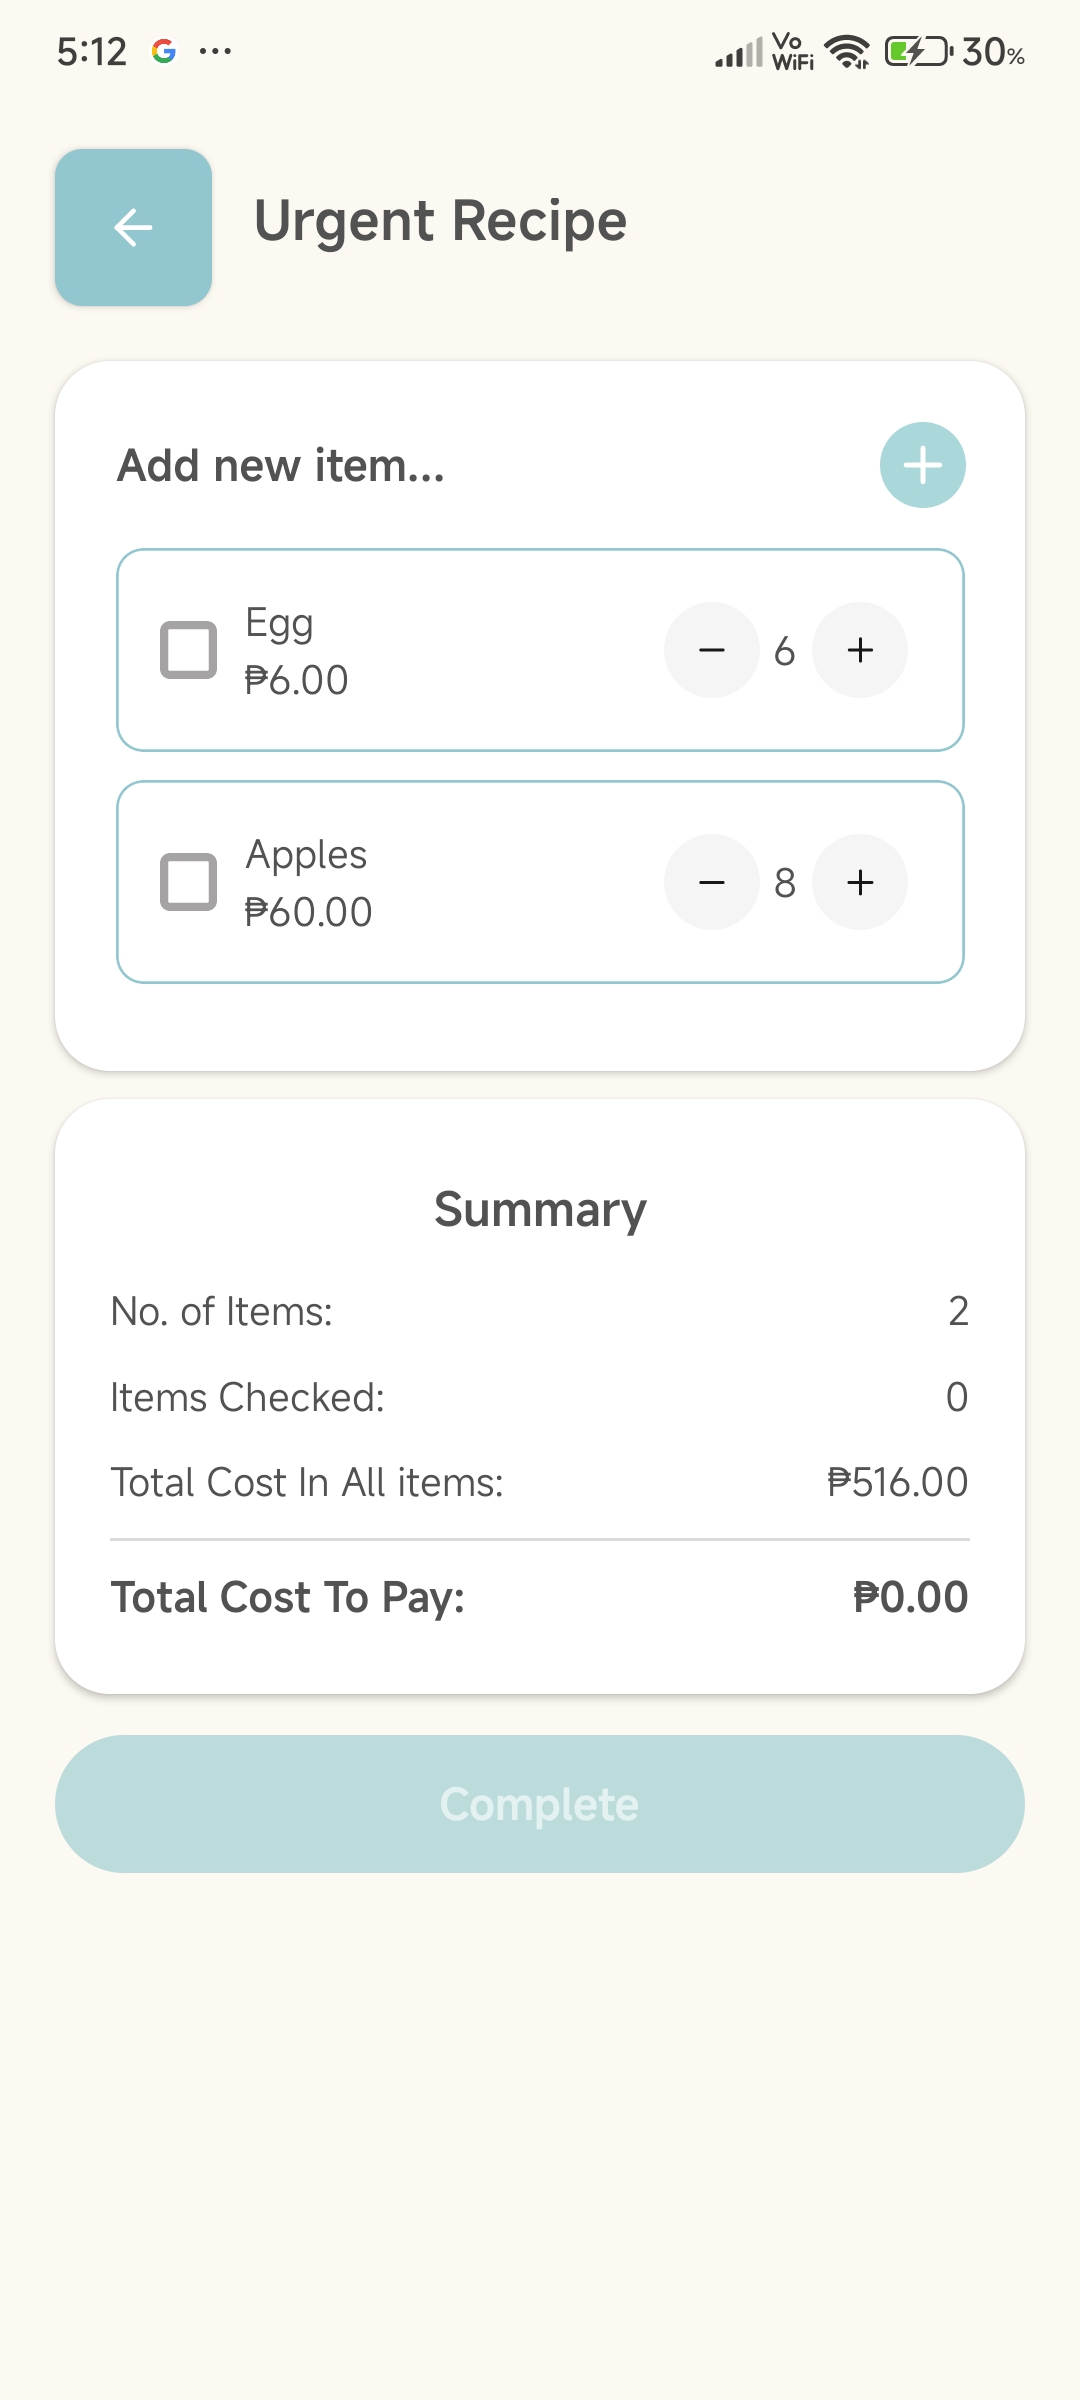 5:12 G ... Vo WiFi 30%
Urgent Recipe
Add new item...
Egg
₱6.00
6
Apples
₱60.00
8
Summary
No. of Items: 2
Items Checked: 0
Total Cost In All items: ₱516.00
Total Cost To Pay: ₱0.00
Complete